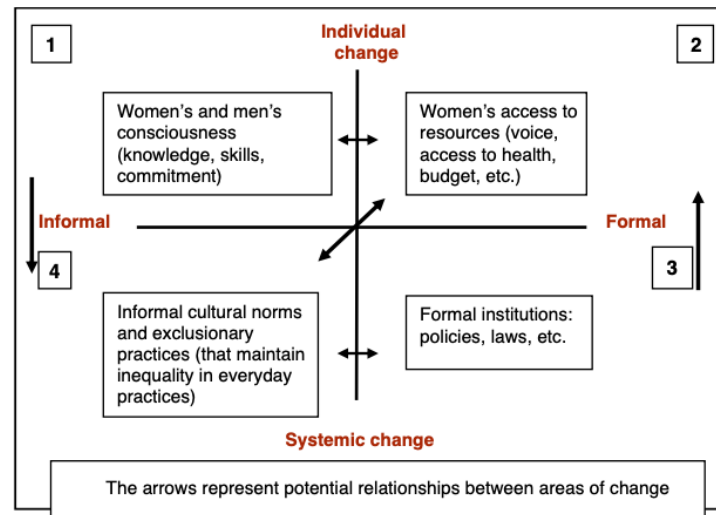 1
Individual
change
2
Women’s and men’s
consciousness
(knowledge, skills,
commitment)
Women’s access to
resources (voice,
access to health,
budget, etc.)
Informal
Formal
4
3
Informal cultural norms
and exclusionary
practices (that maintain
inequality in everyday
practices)
Formal institutions:
policies, laws, etc.
Systemic change
The arrows represent potential relationships between areas of change